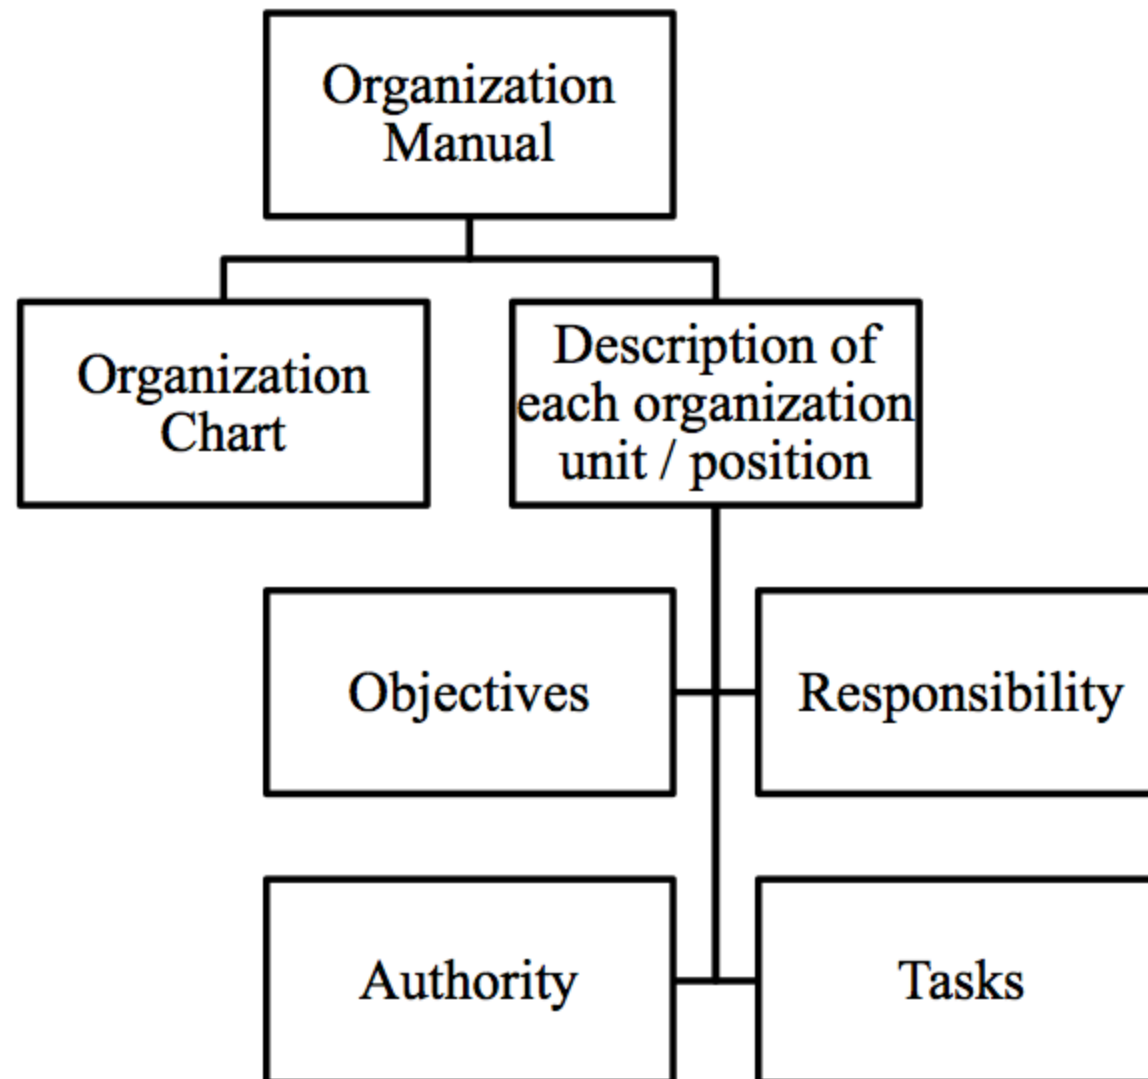 Organization
Manual
Organization
Chart
Description of
each organization
unit / position
Objectives
Responsibility
Authority
Tasks